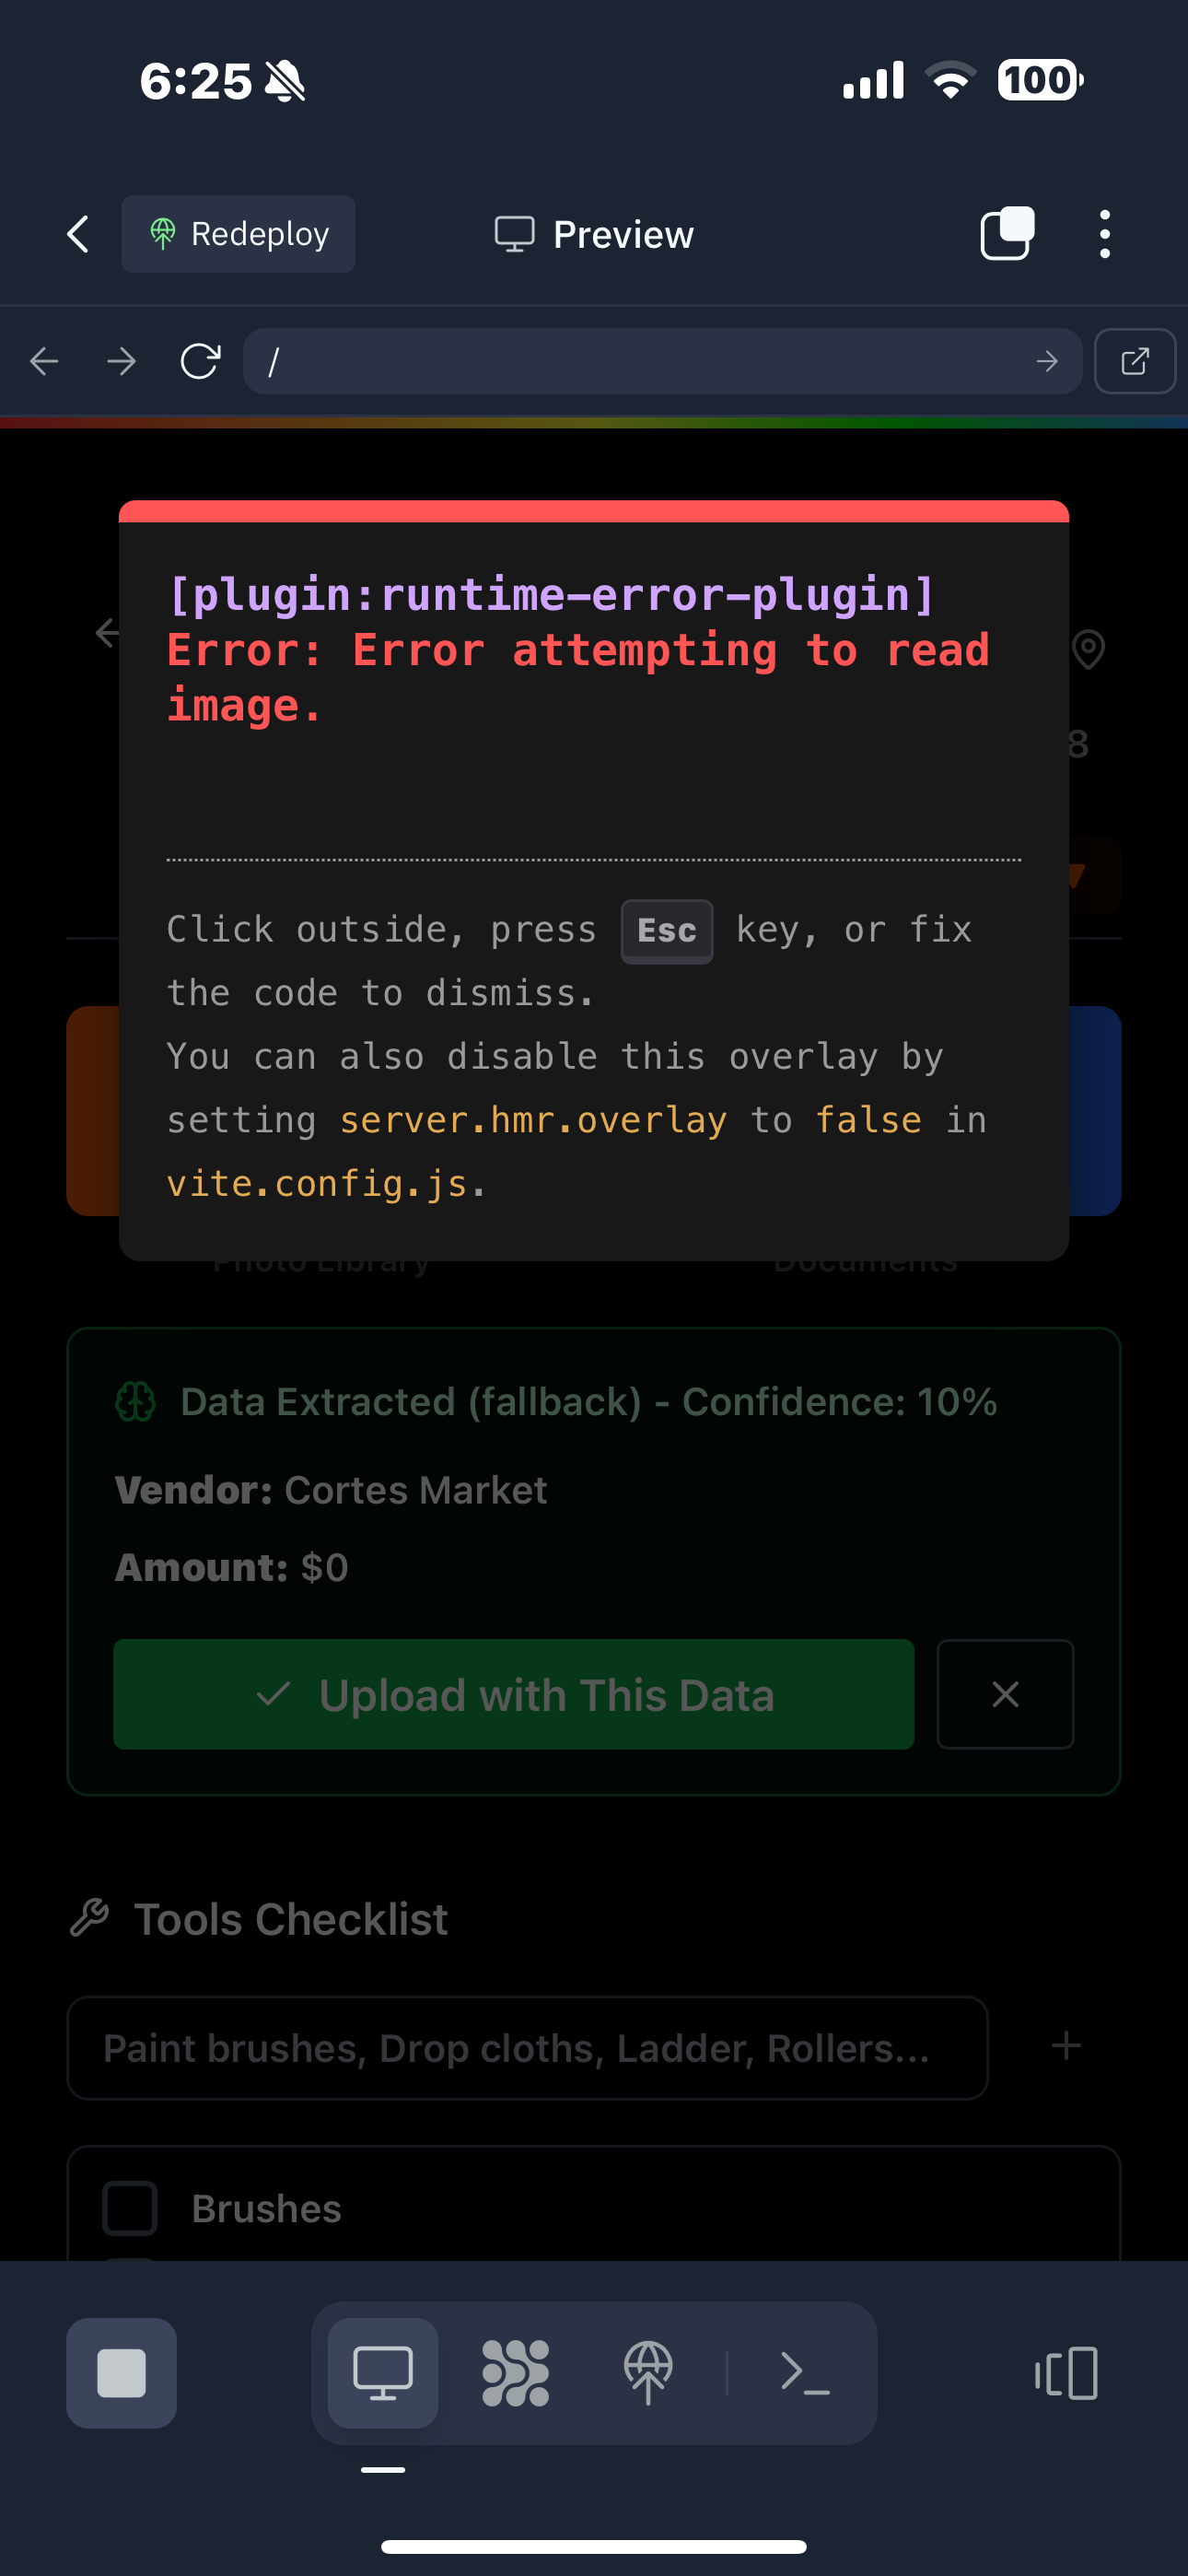 6:25
100
Redeploy
Preview
/
[plugin:runtime-error-plugin]
Error: Error attempting to read
image.
8
Click outside, press Esc key, or fix
the code to dismiss.
You can also disable this overlay by
setting server.hmr.overlay to false in
vite.config.js.
Photo Library
Documents
Data Extracted (fallback) - Confidence: 10%
Vendor: Cortes Market
Amount: $0
Upload with This Data
Tools Checklist
Paint brushes, Drop cloths, Ladder, Rollers...
Brushes